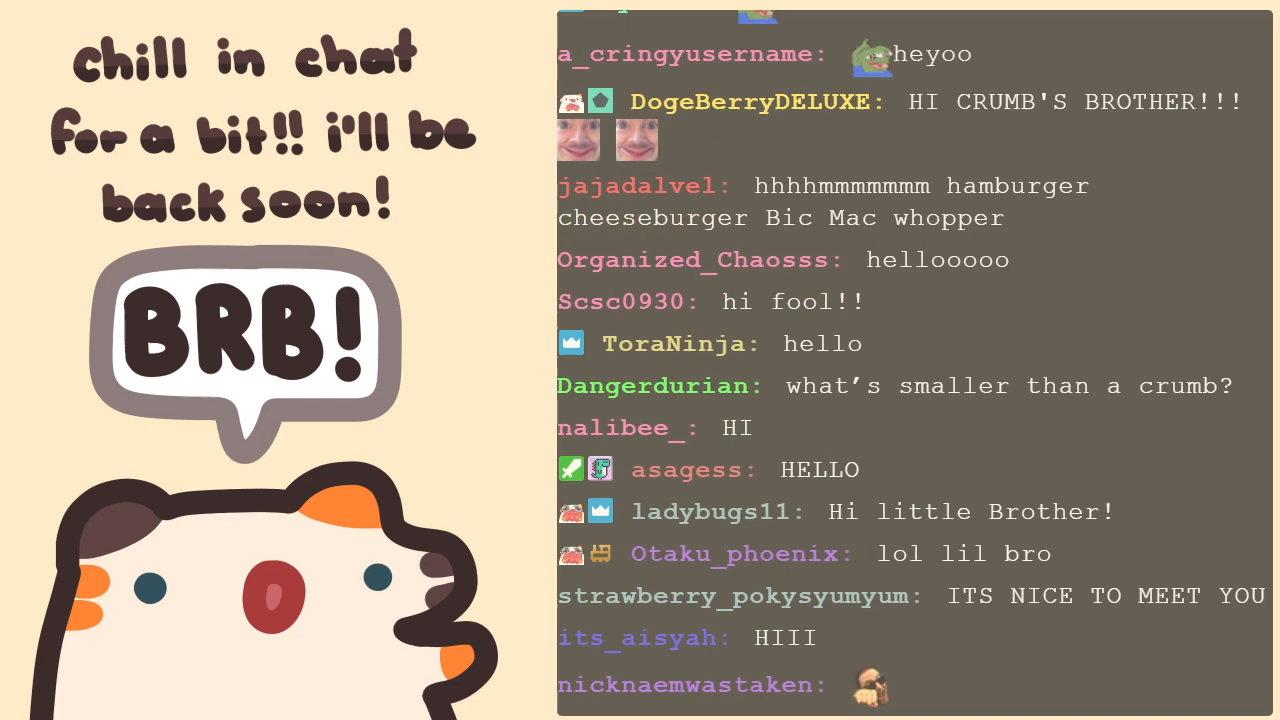 chill in chat
for a bit!! i'll be
back soon!
BRB!
a_cringyusername: heyoo
DogeBerryDELUXE: HI CRUMB'S BROTHER!!!
jajadalvel: hhhhmmmmmmm hamburger
cheeseburger Bic Mac whopper
Organized_Chaosss: hellooooo
Scsc0930: hi fool!!
ToraNinja: hello
Dangerdurian: what’s smaller than a crumb?
nalibee_: HI
asagess: HELLO
ladybugs11: Hi little Brother!
Otaku_phoenix: lol lil bro
strawberry_pokysyumyum: ITS NICE TO MEET YOU
its_aisyah: HIII
nicknaemwastaken: